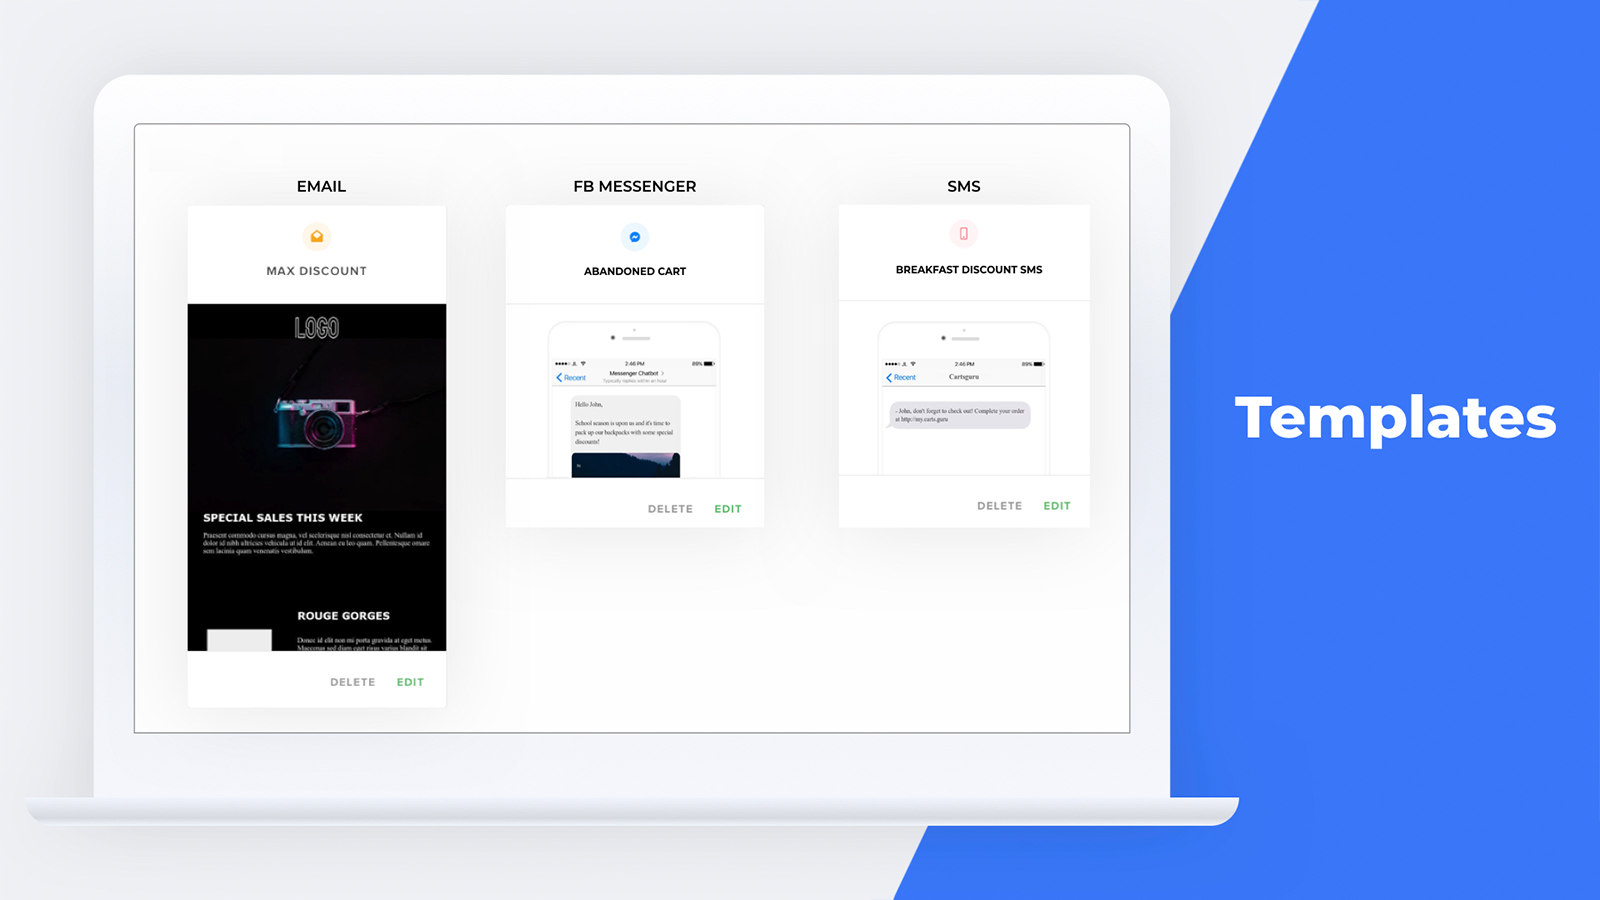 EMAIL
MAX DISCOUNT
LOGO
SPECIAL SALES THIS WEEK
Praesent commodo cursus magna, vel scelerisque nisl consectetur et. Nullam id
dolor id nibh ultricies vehicula ut id elit. Aenean eu leo quam. Pellentesque ornare
sem lacinia quam venenatis vestibulum.
ROUGE GORGES
Donec id elit non mi porta gravida at eget metus.
Maecenas sed diam eget risus varius blandit sit
DELETE EDIT
FB MESSENGER
ABANDONED CART
2:46 PM
89%
Recent
Messenger Chatbot
Typically replies within an hour
Hello John,
School season is upon us and it's time to
pack up our backpacks with some special
discounts!
DELETE EDIT
SMS
BREAKFAST DISCOUNT SMS
2:46 PM
89%
Recent
Cartsguru
- John, don't forget to check out! Complete your order
at http://my.carts.guru
DELETE EDIT
Templates